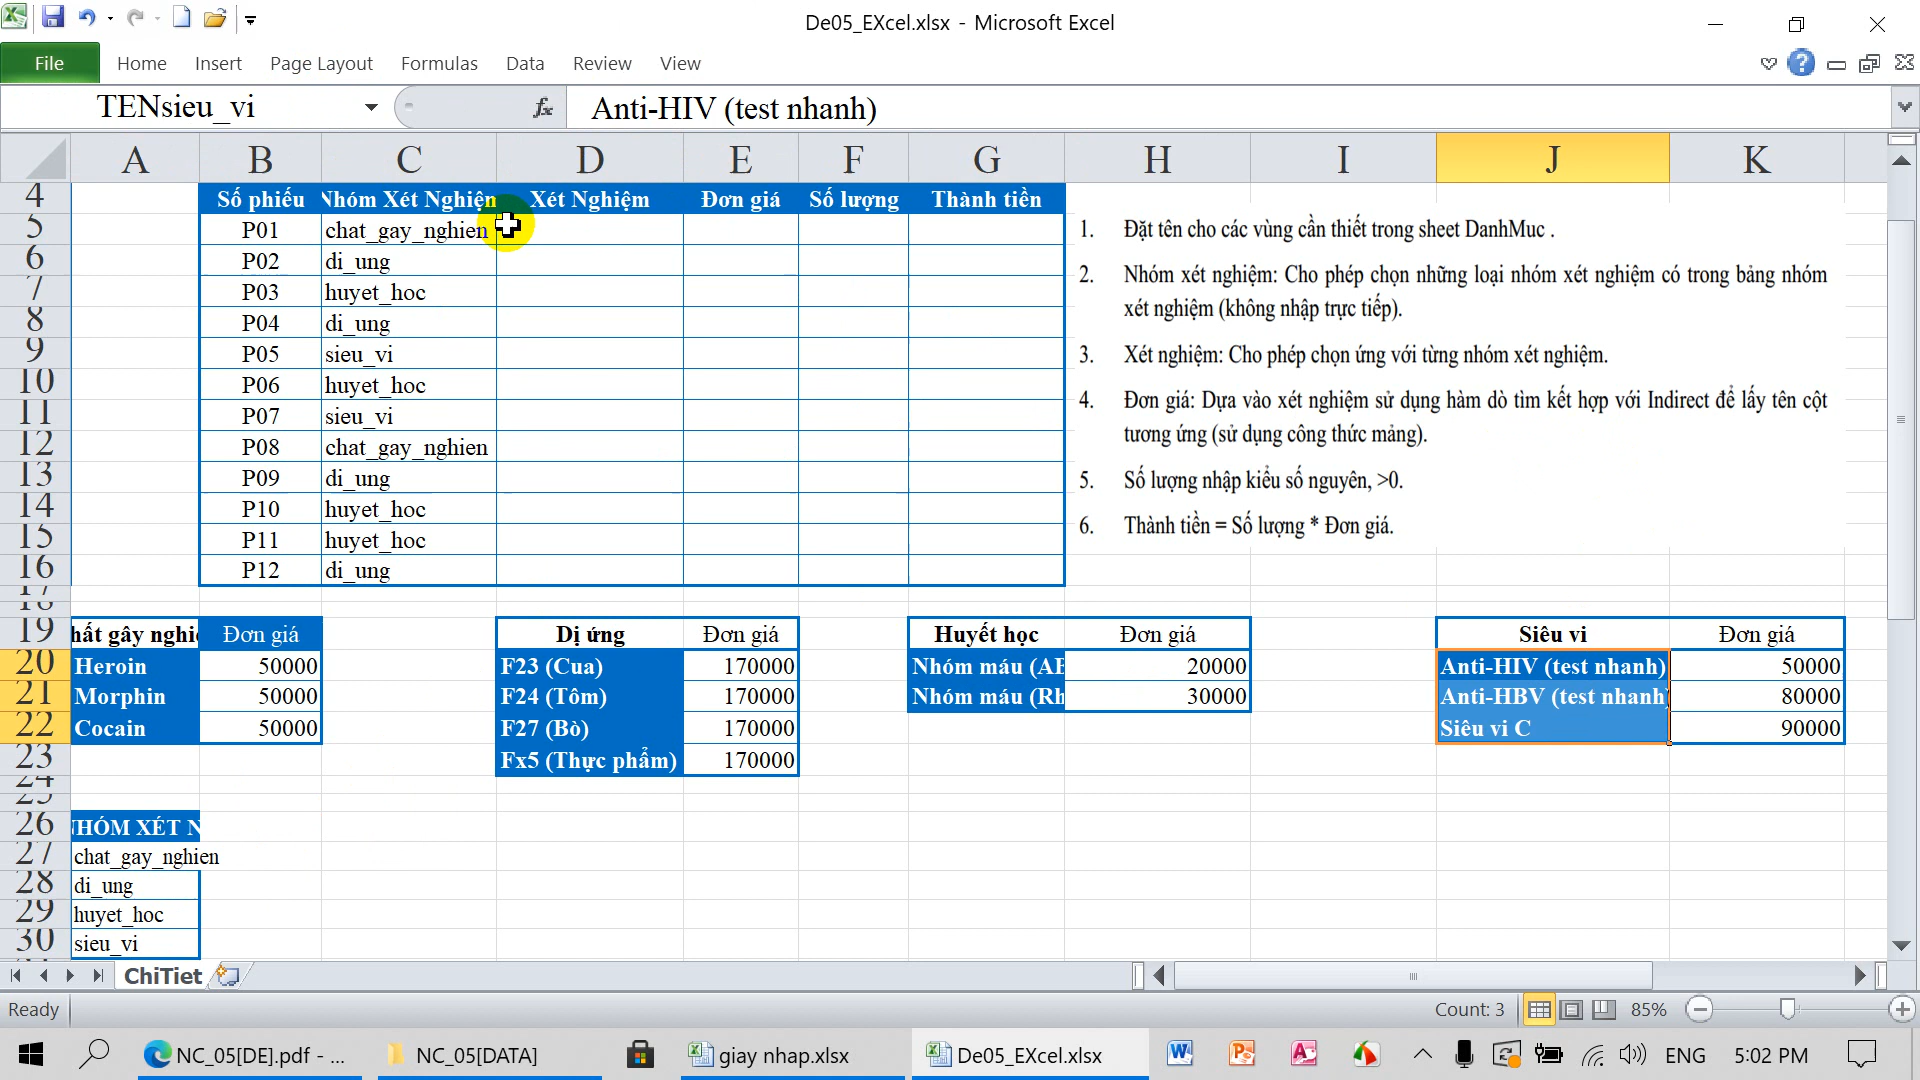 De05_EXcel.xlsx - Microsoft Excel
File Home Insert Page Layout Formulas Data Review View
TENsieu_vi fx Anti-HIV (test nhanh)
A B C D E F G H I J K
4 Số phiếu Nhóm Xét Nghiện Xét Nghiệm Đơn giá Số lượng Thành tiền
5 P01 chat_gay_nghien
6 P02 di_ung
7 P03 huyet_hoc
8 P04 di_ung
9 P05 sieu_vi
10 P06 huyet_hoc
11 P07 sieu_vi
12 P08 chat_gay_nghien
13 P09 di_ung
14 P10 huyet_hoc
15 P11 huyet_hoc
16 P12 di_ung
1. Đặt tên cho các vùng cần thiết trong sheet DanhMuc .
2. Nhóm xét nghiệm: Cho phép chọn những loại nhóm xét nghiệm có trong bảng nhóm
xét nghiệm (không nhập trực tiếp).
3. Xét nghiệm: Cho phép chọn ứng với từng nhóm xét nghiệm.
4. Đơn giá: Dựa vào xét nghiệm sử dụng hàm dò tìm kết hợp với Indirect để lấy tên cột
tương ứng (sử dụng công thức mảng).
5. Số lượng nhập kiểu số nguyên, >0.
6. Thành tiền = Số lượng * Đơn giá.
17
18
19 hất gây nghi Đơn giá Dị ứng Đơn giá Huyết học Đơn giá Siêu vi Đơn giá
20 Heroin 50000 F23 (Cua) 170000 Nhóm máu (AB 20000 Anti-HIV (test nhanh) 50000
21 Morphin 50000 F24 (Tôm) 170000 Nhóm máu (Rh 30000 Anti-HBV (test nhanh) 80000
22 Cocain 50000 F27 (Bò) 170000 Siêu vi C 90000
23 Fx5 (Thực phẩm) 170000
24
25
26 NHÓM XÉT N
27 chat_gay_nghien
28 di_ung
29 huyet_hoc
30 sieu_vi
ChiTiet
Ready Count: 3 85%
NC_05[DE].pdf - ... NC_05[DATA] giay nhap.xlsx De05_EXcel.xlsx ENG 5:02 PM